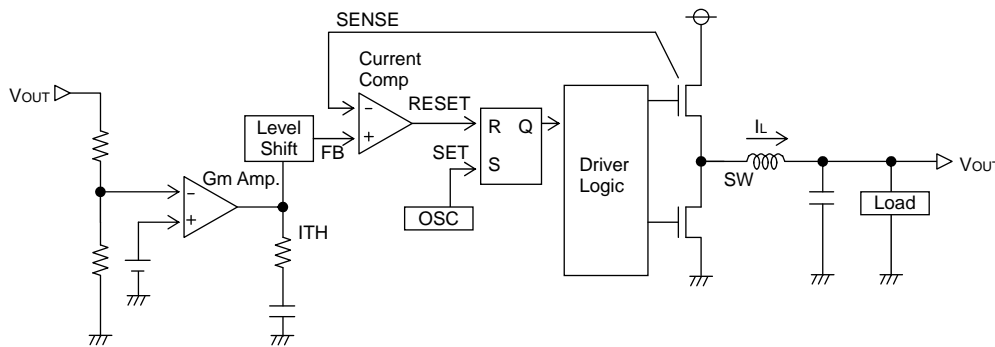 SENSE
Current
Comp
VOUT
RESET
Level
Shift
FB
R Q
S
SET
Gm Amp.
OSC
ITH
Driver
Logic
IL
SW
VOUT
Load
- 
+
-
+